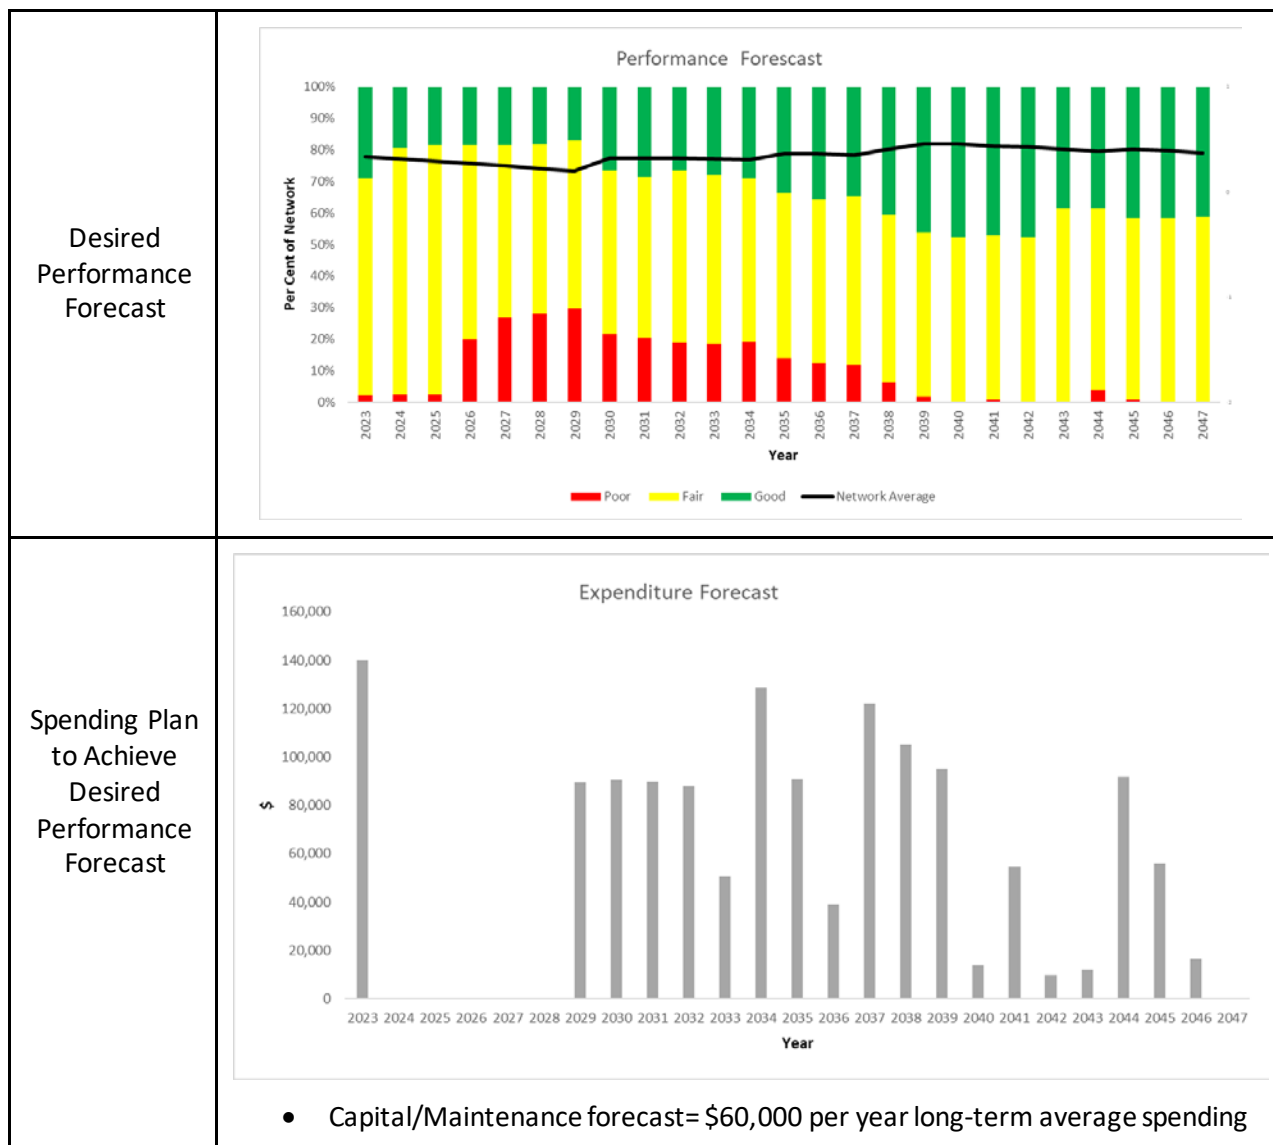 Desired
Performance
Forecast
Performance Forescast
100%
90%
80%
70%
60%
50%
40%
30%
20%
10%
0%
Per Cent of Network
2023 2024 2025 2026 2027 2028 2029 2030 2031 2032 2033 2034 2035 2036 2037 2038 2039 2040 2041 2042 2043 2044 2045 2046 2047
Year
Poor Fair Good Network Average
Spending Plan
to Achieve
Desired
Performance
Forecast
Expenditure Forecast
160,000
140,000
120,000
100,000
80,000
60,000
40,000
20,000
0
$
2023 2024 2025 2026 2027 2028 2029 2030 2031 2032 2033 2034 2035 2036 2037 2038 2039 2040 2041 2042 2043 2044 2045 2046 2047
Year
• Capital/Maintenance forecast= $60,000 per year long-term average spending